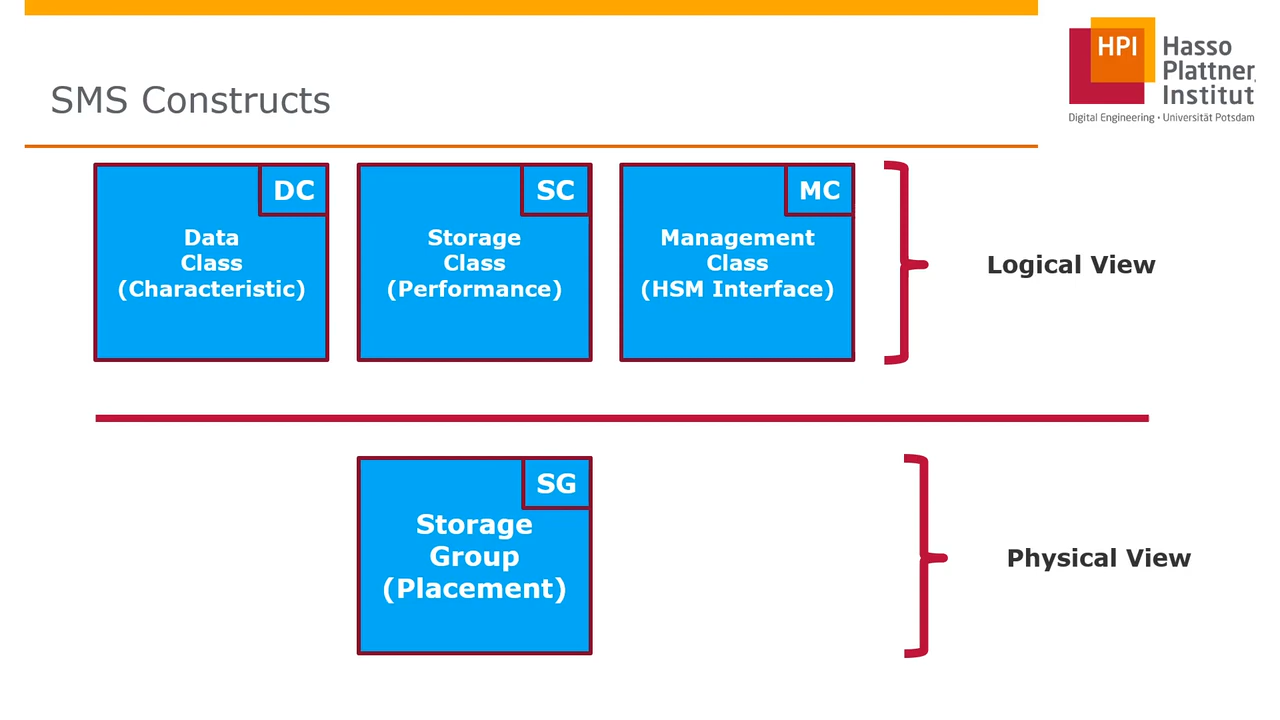 SMS Constructs
HPI
Hasso
Plattner
Institut
Digital Engineering • Universität Potsdam
DC
Data
Class
(Characteristic)
SC
Storage
Class
(Performance)
MC
Management
Class
(HSM Interface)
Logical View
SG
Storage
Group
(Placement)
Physical View